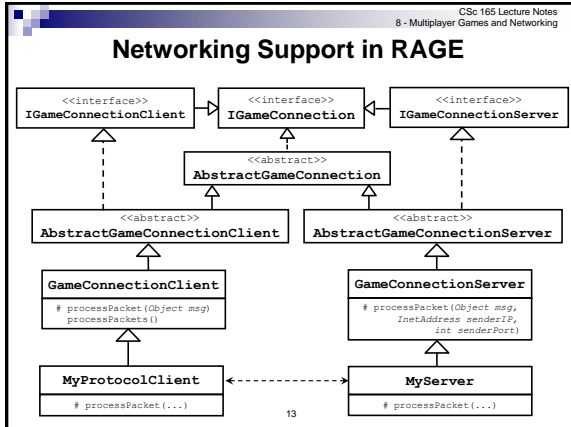 CSc 165 Lecture Notes
8 - Multiplayer Games and Networking
Networking Support in RAGE
<<interface>>
IGameConnectionClient
<<interface>>
IGameConnection
<<interface>>
IGameConnectionServer
<<abstract>>
AbstractGameConnection
<<abstract>>
AbstractGameConnectionClient
<<abstract>>
AbstractGameConnectionServer
GameConnectionClient
# processPacket(Object msg)
processPackets()
GameConnectionServer
# processPacket(Object msg,
InetAddress senderIP,
int senderPort)
MyProtocolClient
# processPacket(...)
MyServer
# processPacket(...)
13